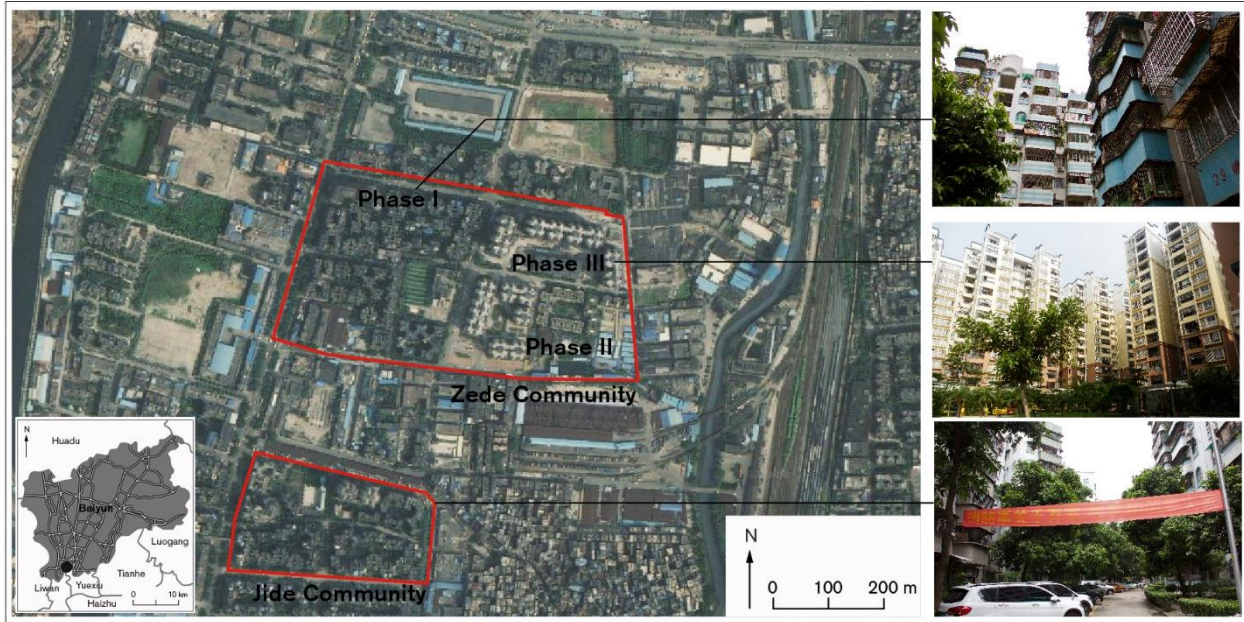 Phase I
Phase III
Phase II
Zede Community
Jide Community
N
Huadu
Baiyun
Luogang
Tianhe
Liwan
Yuexiu
Haizhu
0 10 km
N
0 100 200 m
29